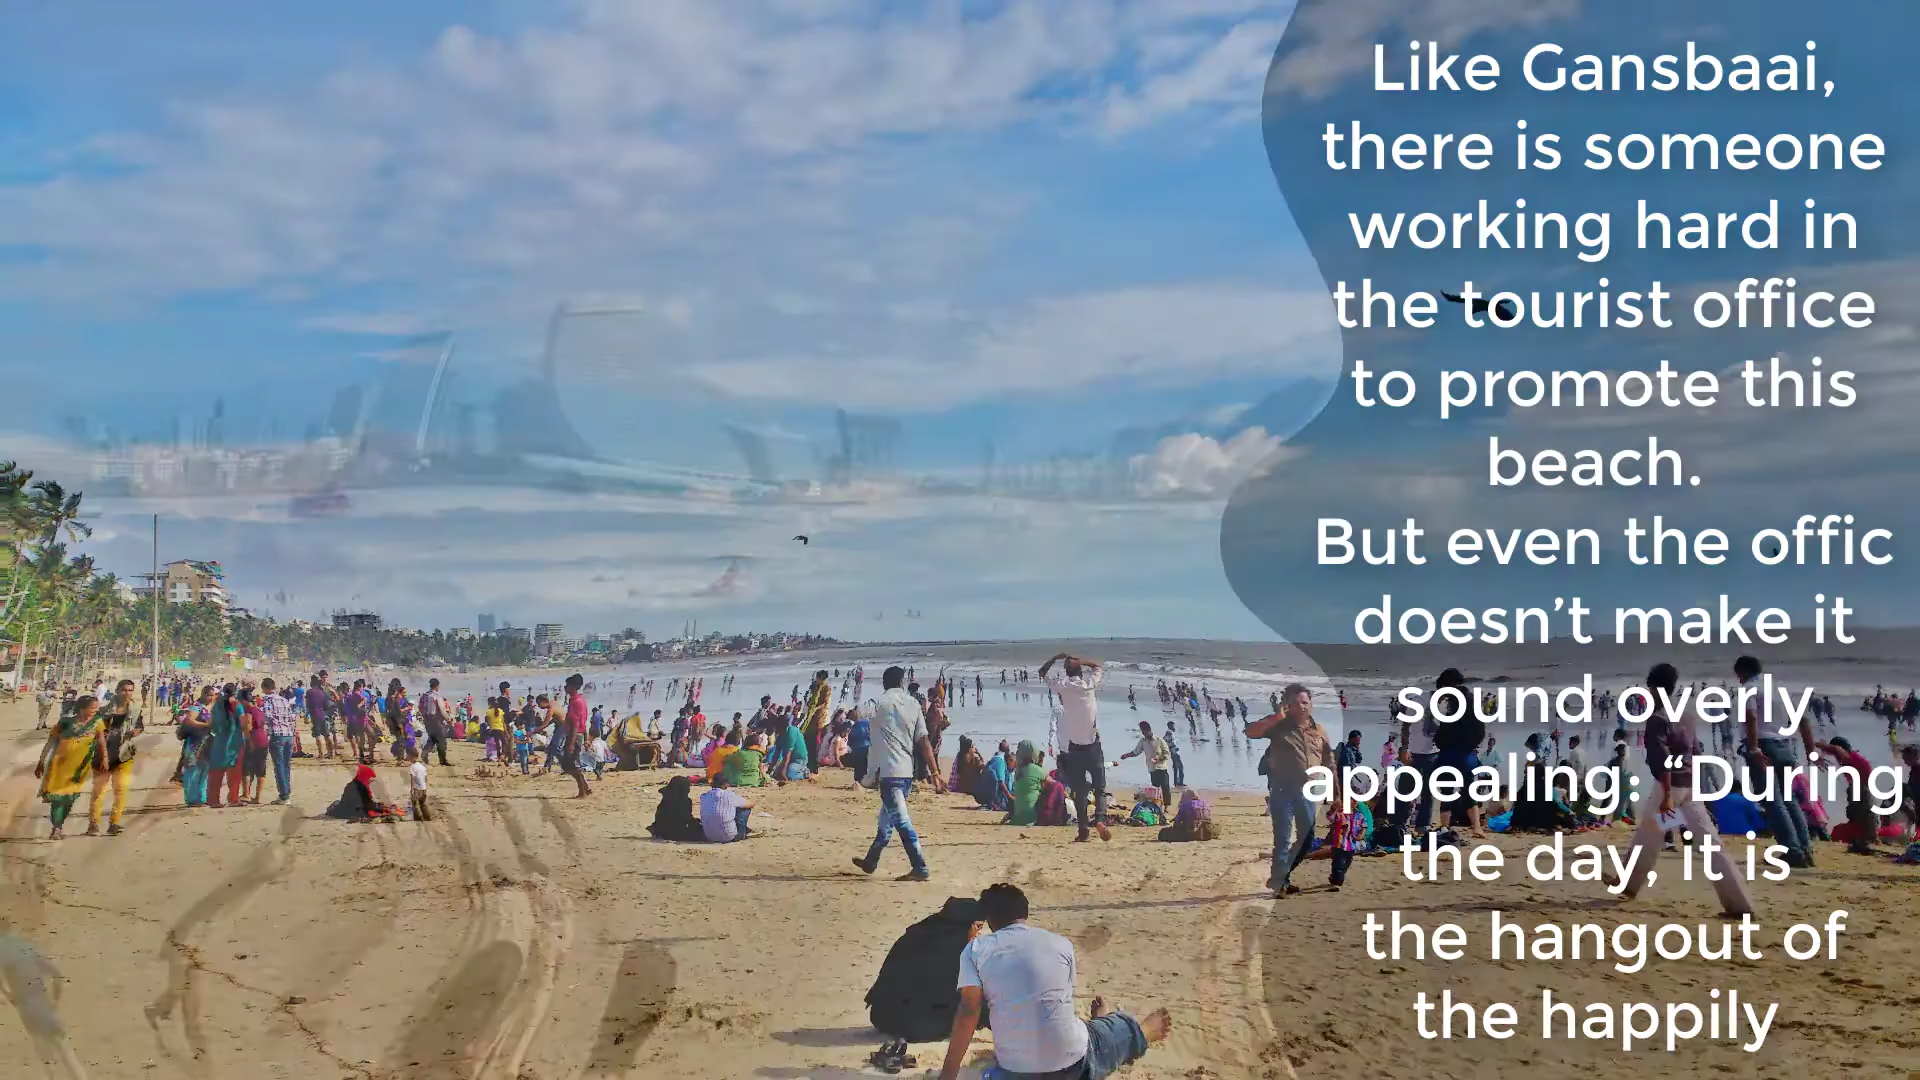 Like Gansbaai,
there is someone
working hard in
the tourist office
to promote this
beach.
But even the offic
doesn’t make it
sound overly
appealing: “During
the day, it is
the hangout of
the happily